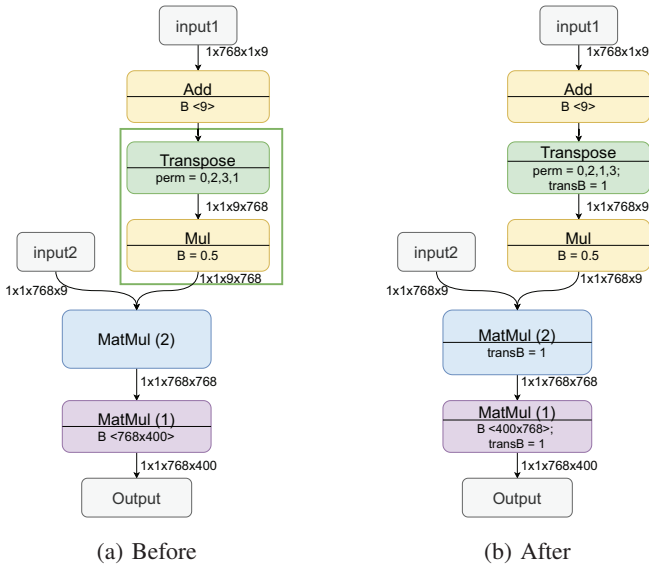 input1
1x768x1x9
Add
B <9>
Transpose
perm = 0,2,3,1
1x1x9x768
Mul
B = 0.5
input2
1x1x768x9
1x1x9x768
MatMul (2)
1x1x768x768
MatMul (1)
B <768x400>
1x1x768x400
Output
(a) Before
input1
1x768x1x9
Add
B <9>
Transpose
perm = 0,2,1,3;
transB = 1
1x1x768x9
Mul
B = 0.5
input2
1x1x768x9
1x1x768x9
MatMul (2)
transB = 1
1x1x768x768
MatMul (1)
B <400x768>;
transB = 1
1x1x768x400
Output
(b) After